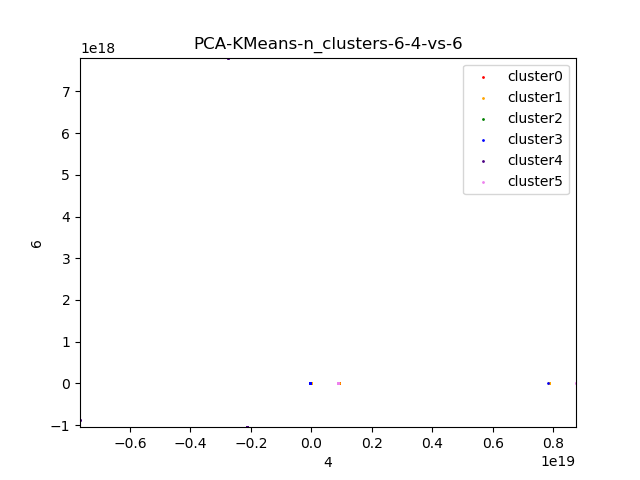 PCA-KMeans-n_clusters-6-4-vs-6
1e18
7
6
5
4
3
2
1
0
−1
6
cluster0
cluster1
cluster2
cluster3
cluster4
cluster5
−0.6 −0.4 −0.2 0.0 0.2 0.4 0.6 0.8
1e19
4